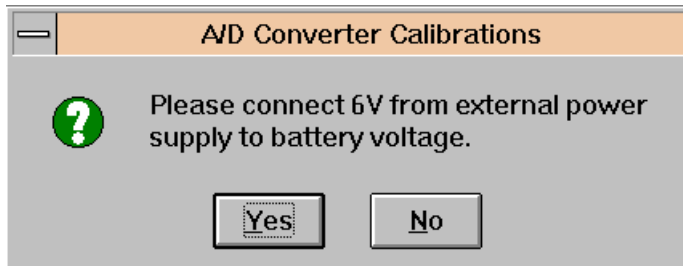 A/D Converter Calibrations
Please connect 6V from external power
supply to battery voltage.
Yes
No